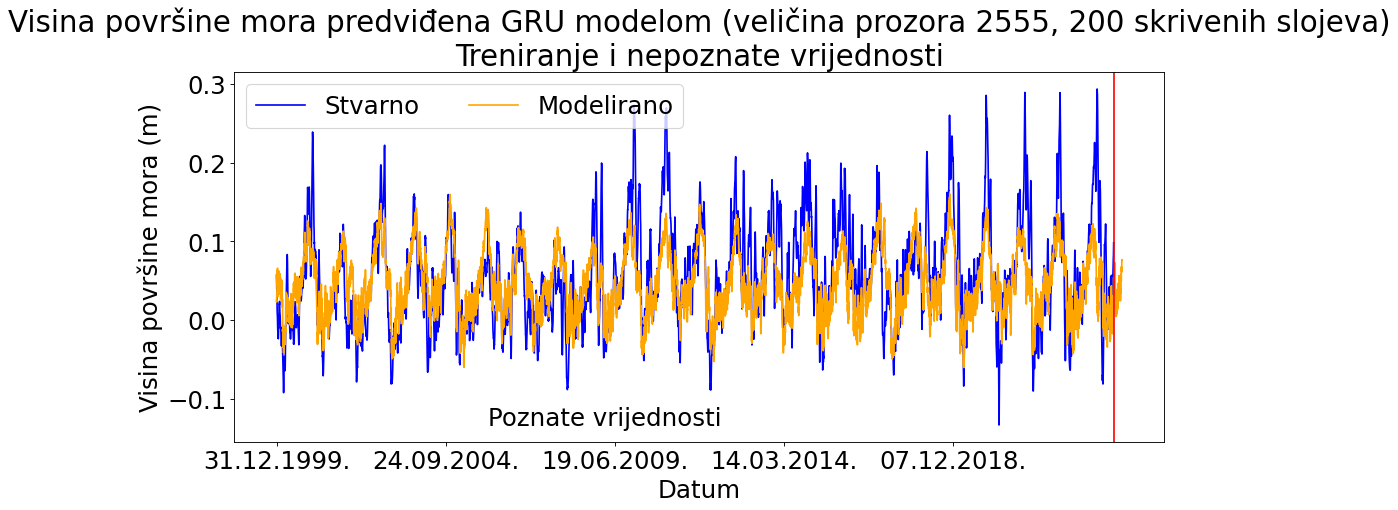 Visina površine mora predviđena GRU modelom (veličina prozora 2555, 200 skrivenih slojeva)
Treniranje i nepoznate vrijednosti
Stvarno Modelirano
Visina površine mora (m)
0.3
0.2
0.1
0.0
−0.1
Poznate vrijednosti
31.12.1999. 24.09.2004. 19.06.2009. 14.03.2014. 07.12.2018.
Datum